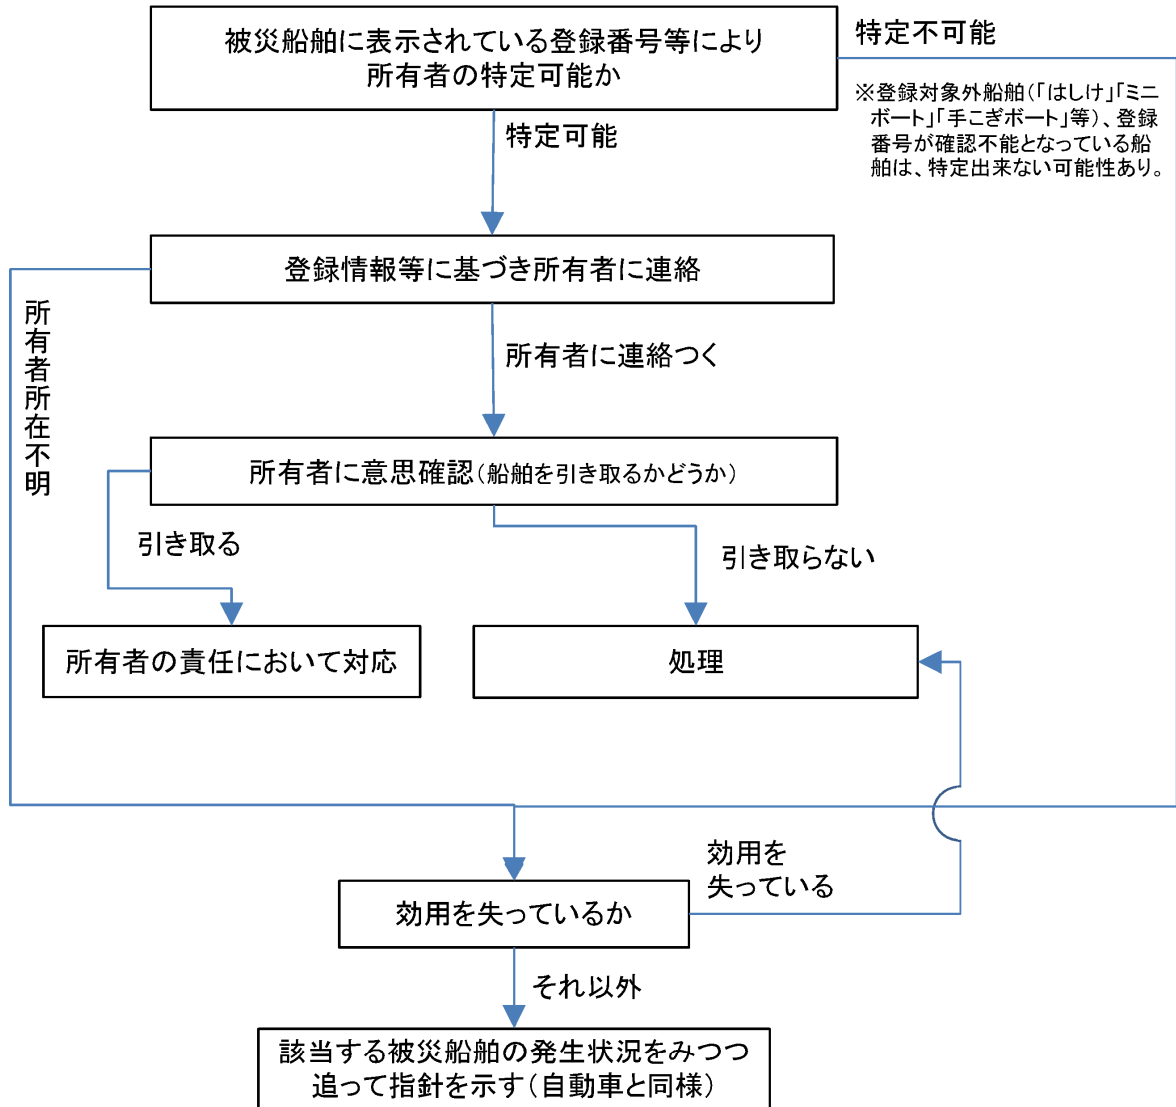 被災船舶に表示されている登録番号等により
所有者の特定可能か
特定不可能
※登録対象外船舶(「はしけ」「ミニ
ボート」「手こぎボート」等)、登録
番号が確認不能となっている船
舶は、特定出来ない可能性あり。
特定可能
登録情報等に基づき所有者に連絡
所有者所在不明
所有者に連絡つく
所有者に意思確認(船舶を引き取るかどうか)
引き取る
引き取らない
所有者の責任において対応
処理
効用を
失っている
効用を失っているか
それ以外
該当する被災船舶の発生状況をみつつ
追って指針を示す(自動車と同様)